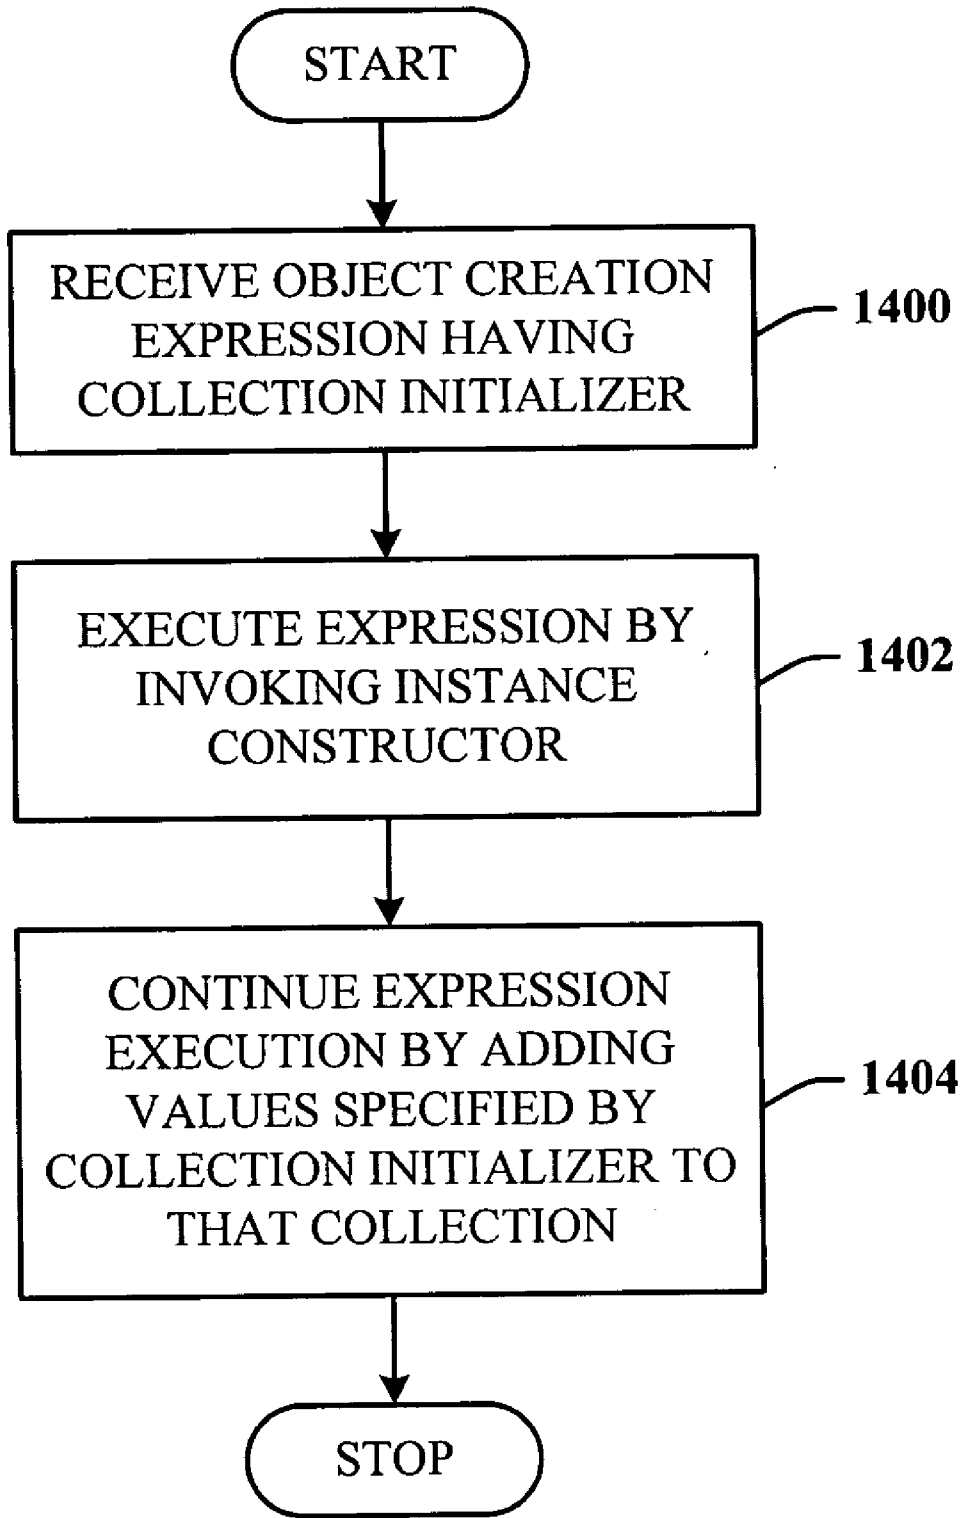 START
RECEIVE OBJECT CREATION
EXPRESSION HAVING
COLLECTION INITIALIZER
1400
EXECUTE EXPRESSION BY
INVOKING INSTANCE
CONSTRUCTOR
1402
CONTINUE EXPRESSION
EXECUTION BY ADDING
VALUES SPECIFIED BY
COLLECTION INITIALIZER TO
THAT COLLECTION
1404
STOP